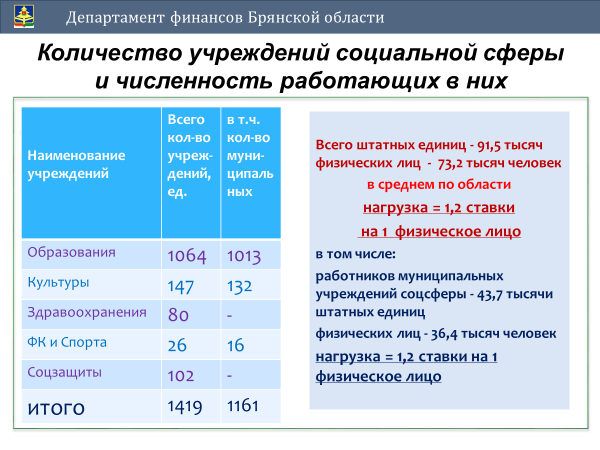 Департамент финансов Брянской области
Количество учреждений социальной сферы
и численность работающих в них
Наименование
учреждений
Всего
кол-во
учреж-
дений,
ед.
в т.ч.
кол-во
муни-
ципаль
ных
Образования 1064 1013
Культуры 147 132
Здравоохранения 80 -
ФК и Спорта 26 16
Соцзащиты 102 -
итого 1419 1161
Всего штатных единиц - 91,5 тысяч
физических лиц - 73,2 тысяч человек
в среднем по области
нагрузка = 1,2 ставки
на 1 физическое лицо
в том числе:
работников муниципальных
учреждений соцсферы - 43,7 тысячи
штатных единиц
физических лиц - 36,4 тысяч человек
нагрузка = 1,2 ставки на 1
физическое лицо